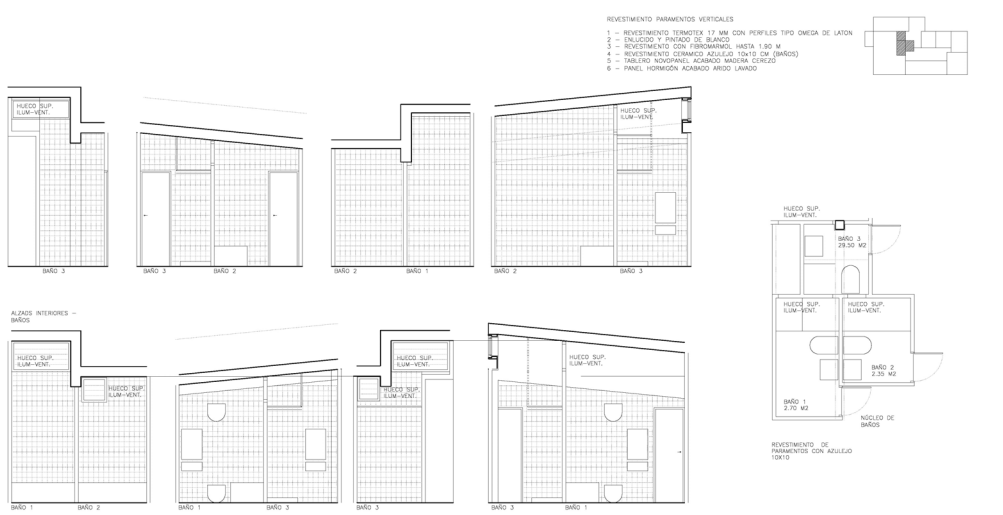 REVESTIMIENTO PARAMENTOS VERTICALES
1 – REVESTIMIENTO TERMOTEX 17 MM CON PERFILES TIPO OMEGA DE LATON
2 – ENLUCIDO Y PINTADO DE BLANCO
3 – REVESTIMIENTO CON FIBROMARMOL HASTA 1.90 M
4 – REVESTIMIENTO CERAMICO AZULEJO 10x10 CM (BAÑOS)
5 – TABLERO NOVOPANEL ACABADO MADERA CEREZO
6 – PANEL HORMIGÓN ACABADO ARIDO LAVADO
HUECO SUP.
ILUM-VENT.
HUECO SUP.
ILUM-VENT.
BAÑO 3
BAÑO 3
BAÑO 2
BAÑO 2
BAÑO 1
BAÑO 2
BAÑO 3
HUECO SUP.
ILUM-VENT.
BAÑO 3
29.50 M2
HUECO SUP.
ILUM-VENT.
HUECO SUP.
ILUM-VENT.
BAÑO 2
2.35 M2
BAÑO 1
2.70 M2
NÚCLEO DE
BAÑOS
REVESTIMIENTO DE
PARAMENTOS CON AZULEJO
10X10
ALZADS INTERIORES –
BAÑOS
HUECO SUP.
ILUM-VENT.
HUECO SUP.
ILUM-VENT.
HUECO SUP.
ILUM-VENT.
HUECO SUP.
ILUM-VENT.
HUECO SUP.
ILUM-VENT.
BAÑO 1
BAÑO 2
BAÑO 1
BAÑO 3
BAÑO 3
BAÑO 3
BAÑO 1